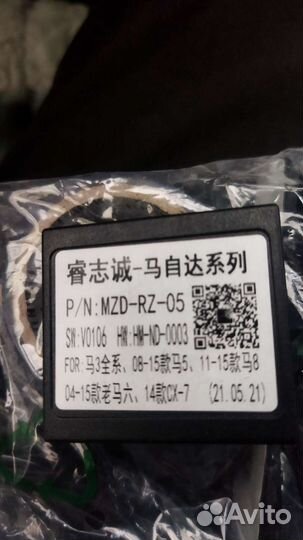 睿志诚-马自达系列
P/N:MZD-RZ-05
SW:V0106 HW:HM-ND-0003
FOR:马3全系、08-15款马5、11-15款马8
04-15款老马六、14款CX-7 (21.05.21)
Avito